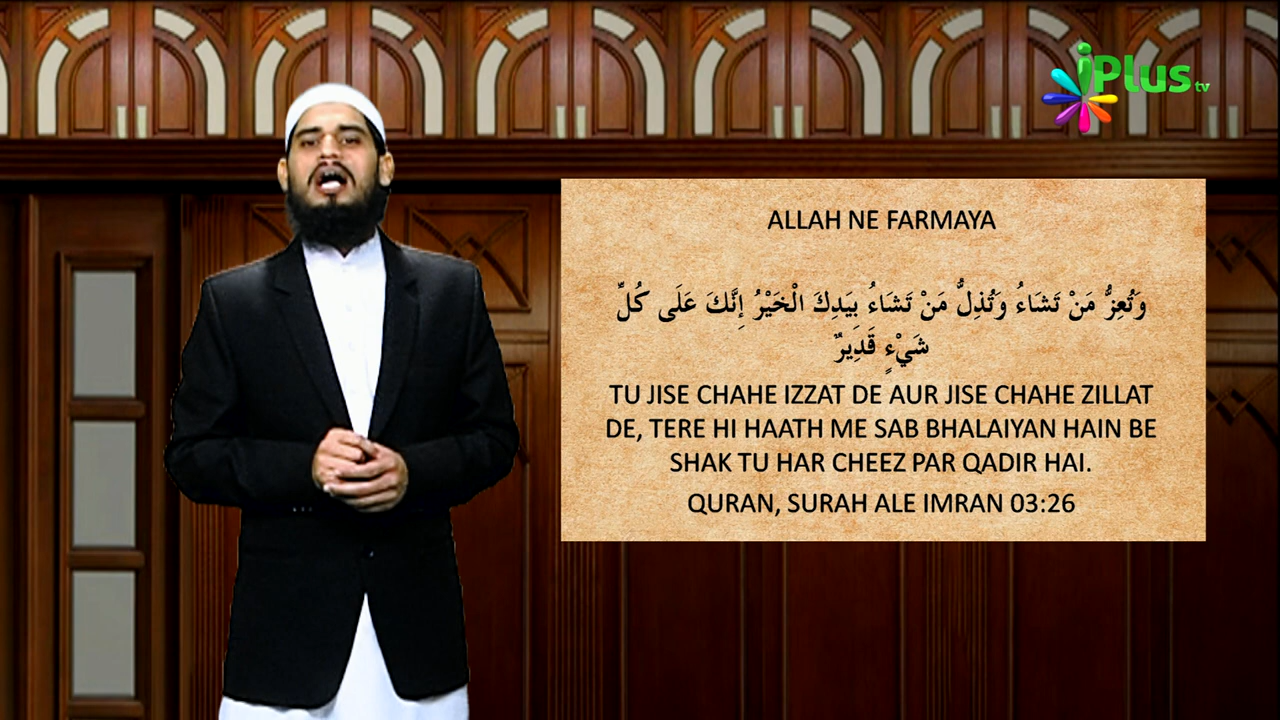 iPlus tv
ALLAH NE FARMAYA
وَتُعِزُّ مَنْ تَشَاءُ وَتُذِلُّ مَنْ تَشَاءُ بِيَدِكَ الْخَيْرُ إِنَّكَ عَلَى كُلِّ
شَيْءٍ قَدِيرٌ
TU JISE CHAHE IZZAT DE AUR JISE CHAHE ZILLAT
DE, TERE HI HAATH ME SAB BHALAIYAN HAIN BE
SHAK TU HAR CHEEZ PAR QADIR HAI.
QURAN, SURAH ALE IMRAN 03:26